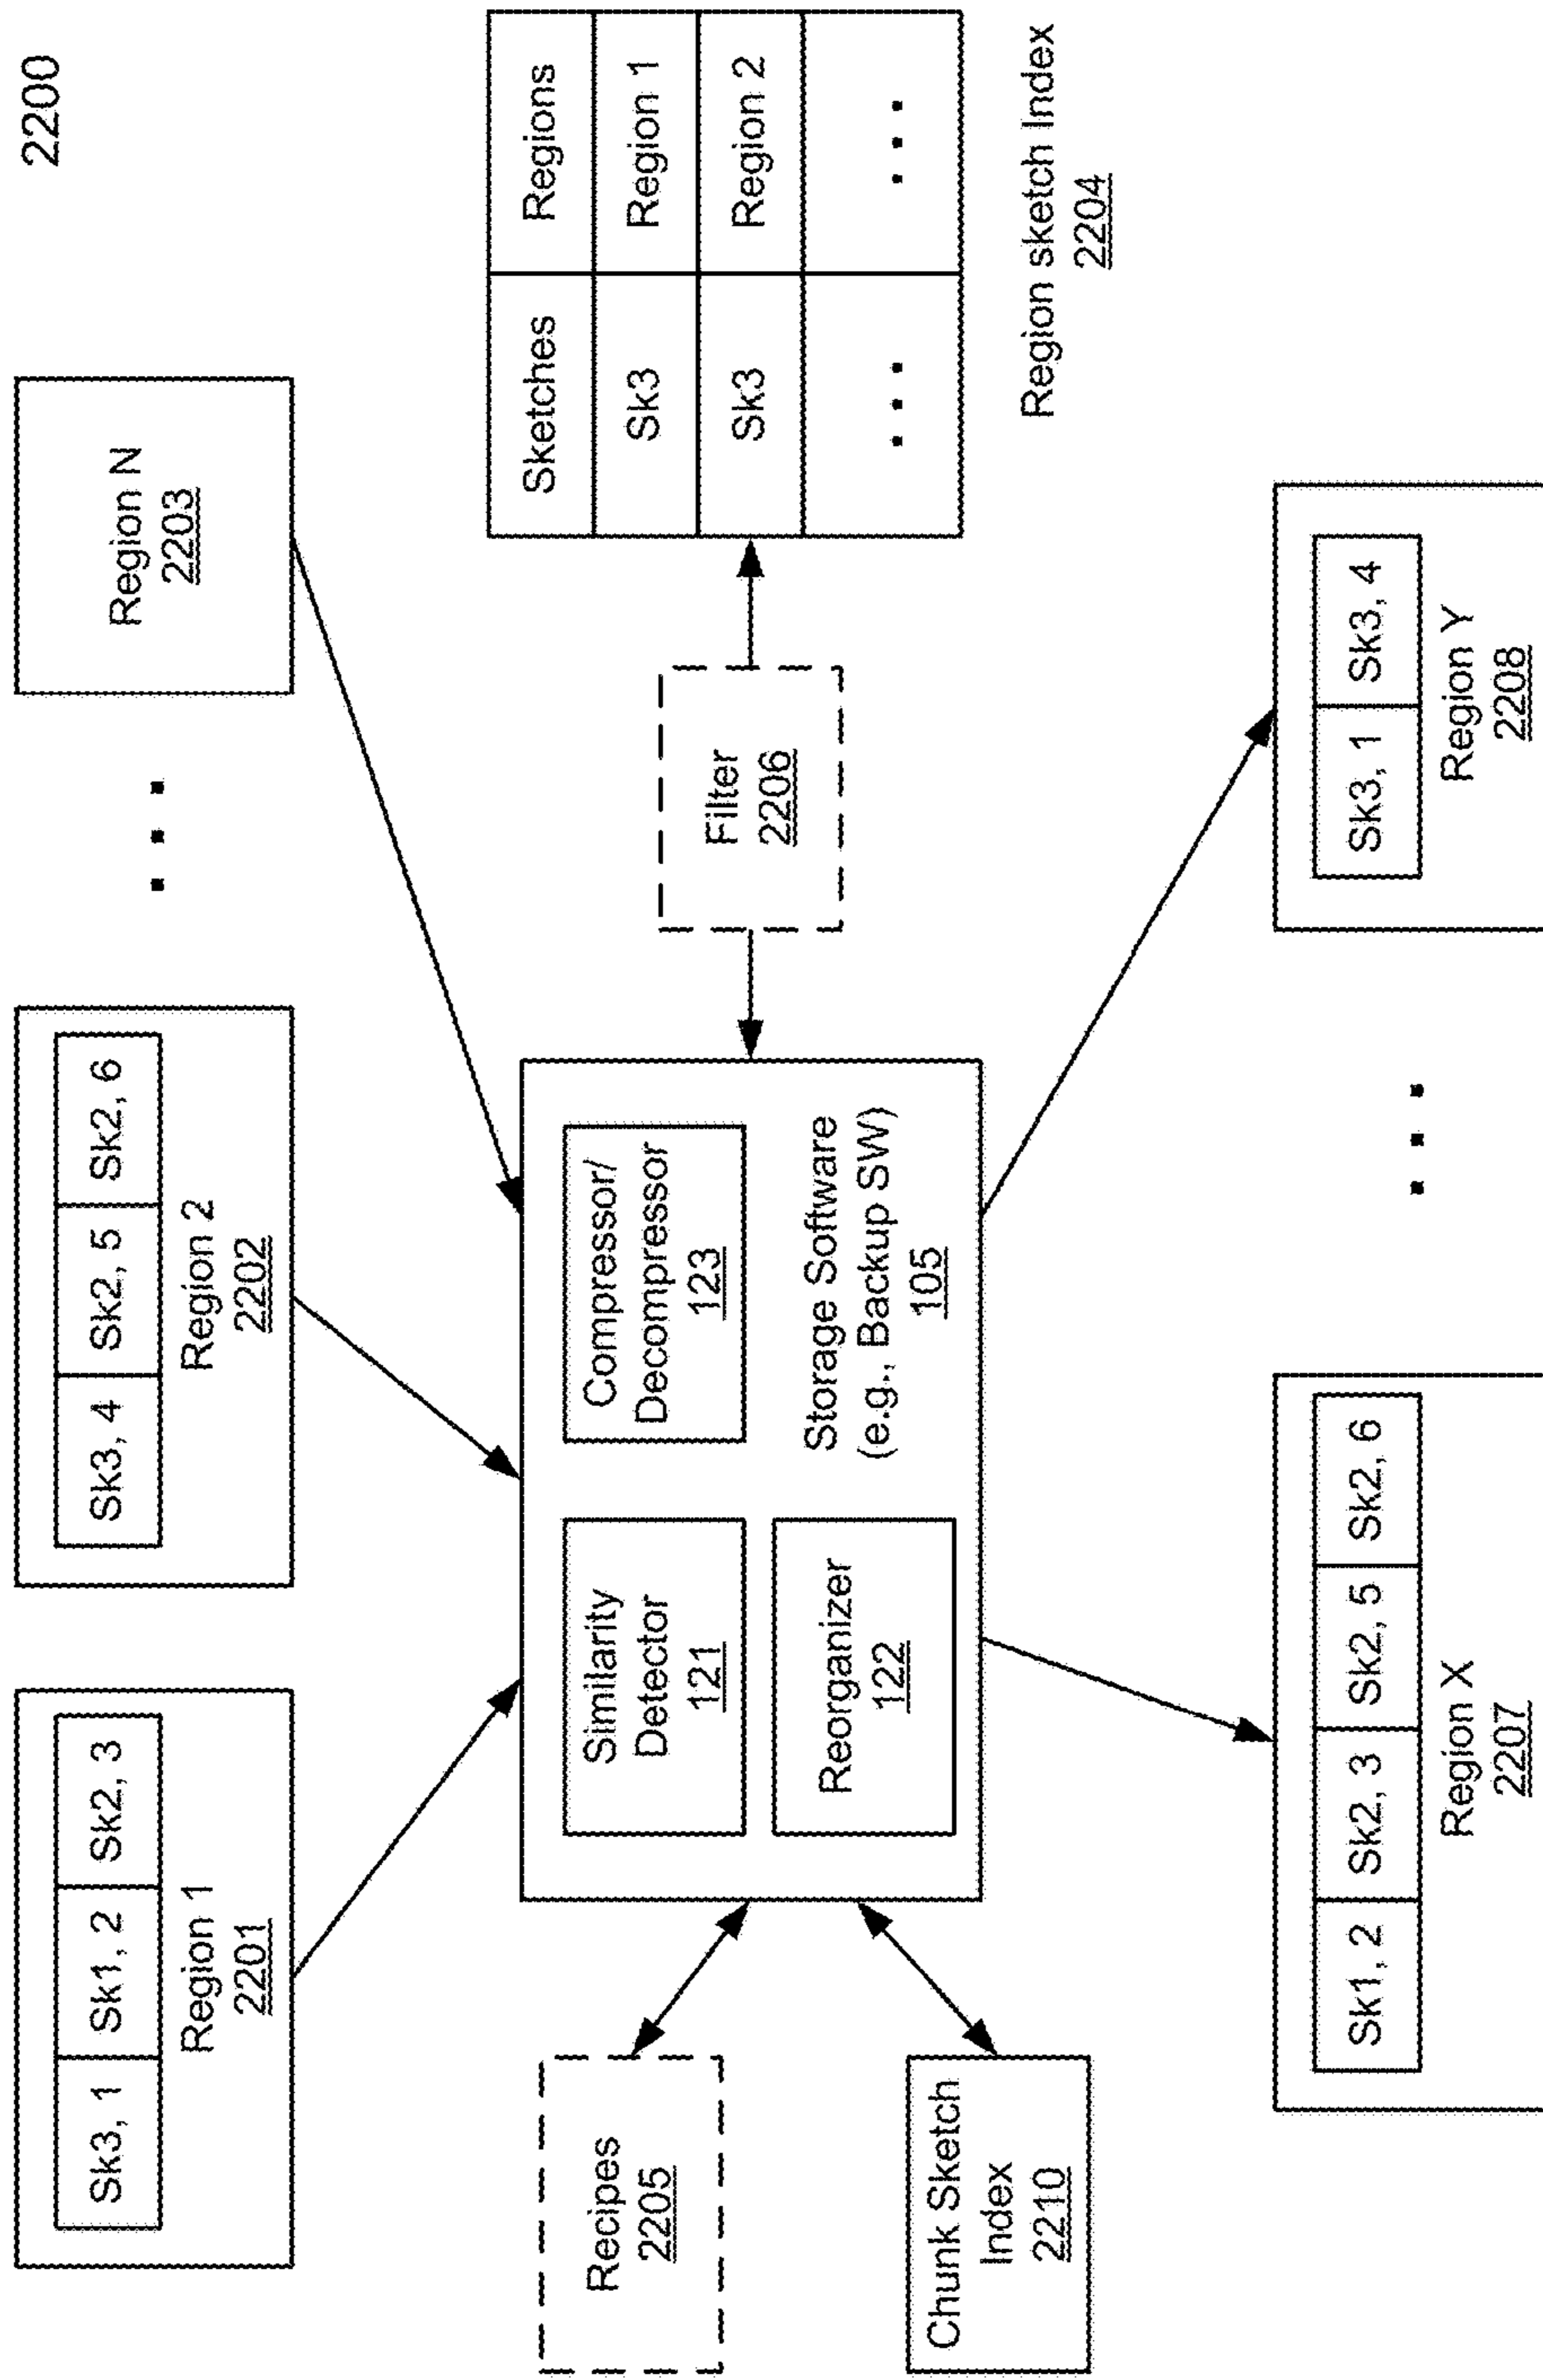 2200
Sk3, 1
Sk1, 2
Sk2, 3
Region 1
2201
Sk3, 4
Sk2, 5
Sk2, 6
Region 2
2202
. . .
Region N
2203
Recipes
2205
Chunk Sketch
Index
2210
Similarity
Detector
121
Reorganizer
122
Compressor/
Decompressor
123
Storage Software
(e.g., Backup SW)
105
Filter
2206
Sketches Regions
Sk3 Region 1
Sk3 Region 2
. . . . . .
Region sketch Index
2204
Sk1, 2
Sk2, 3
Sk2, 5
Sk2, 6
Region X
2207
. . .
Sk3, 1
Sk3, 4
Region Y
2208